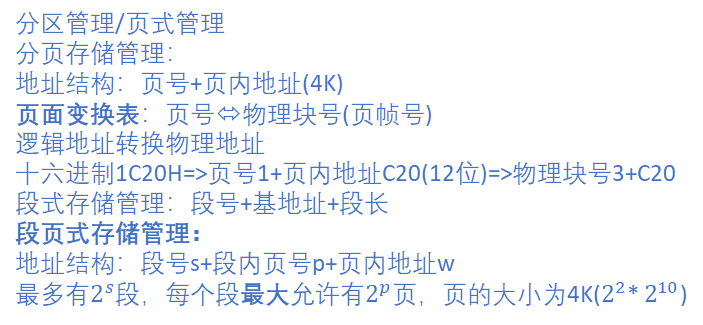 分区管理/页式管理
分页存储管理：
地址结构：页号+页内地址(4K)
页面变换表：页号⇔物理块号(页帧号)
逻辑地址转换物理地址
十六进制1C20H=>页号1+页内地址C20(12位)=>物理块号3+C20
段式存储管理：段号+基地址+段长
段页式存储管理：
地址结构：段号s+段内页号p+页内地址w
最多有2^s段，每个段最大允许有2^p页，页的大小为4K(2^2* 2^10)